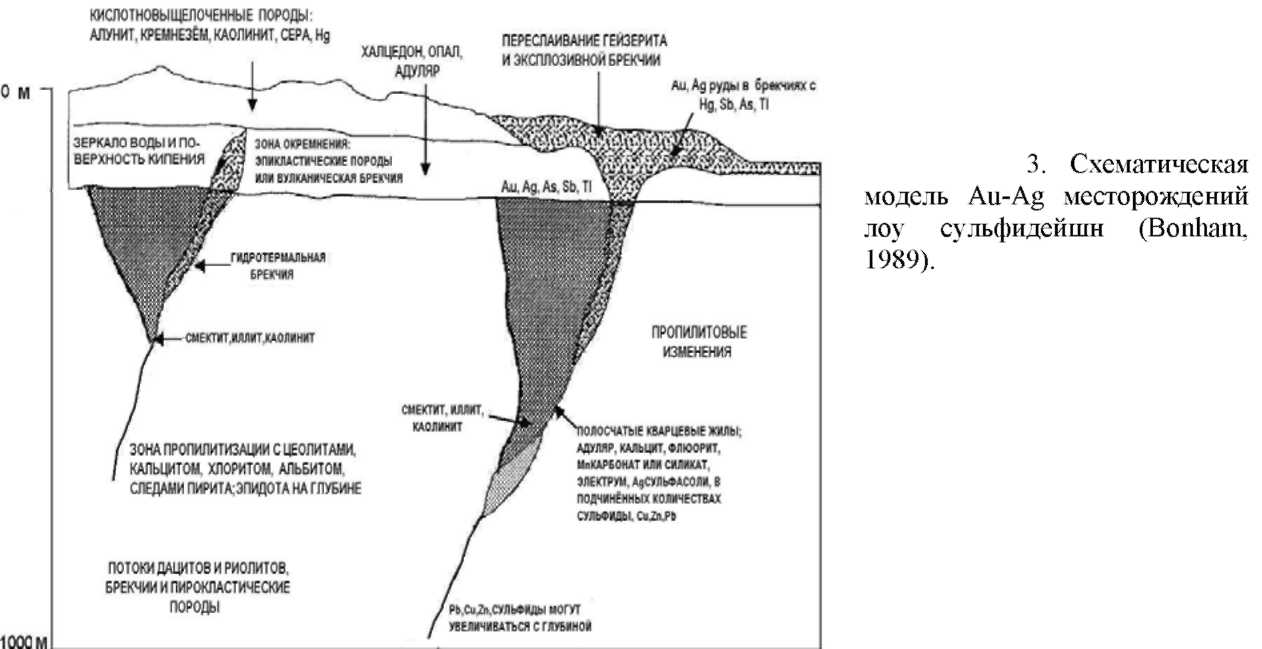 КИСЛОТНОВЫЩЕЛОЧЕННЫЕ ПОРОДЫ:
АЛУНИТ, КРЕМНЕЗЁМ, КАОЛИНИТ, СЕРА, Hg
ХАЛЦЕДОН, ОПАЛ,
АДУЛЯР
ПЕРЕСЛАИВАНИЕ ГЕЙЗЕРИТА
И ЭКСПЛОЗИВНОЙ БРЕКЧИИ
Au, Ag руды в брекчиях с
Hg, Sb, As, Tl
0 М
ЗЕРКАЛО ВОДЫ И ПО-
ВЕРХНОСТЬ КИПЕНИЯ
ЗОНА ОКРЕМНЕНИЯ:
ЭПИКЛАСТИЧЕСКИЕ ПОРОДЫ
ИЛИ ВУЛКАНИЧЕСКАЯ БРЕКЧИЯ
Au, Ag, As, Sb, Tl
ГИДРОТЕРМАЛЬНАЯ
БРЕКЧИЯ
СМЕКТИТ,ИЛЛИТ,КАОЛИНИТ
ПРОПИЛИТОВЫЕ
ИЗМЕНЕНИЯ
СМЕКТИТ, ИЛЛИТ,
КАОЛИНИТ
ПОЛОСЧАТЫЕ КВАРЦЕВЫЕ ЖИЛЫ;
АДУЛЯР, КАЛЬЦИТ, ФЛЮОРИТ,
MnКАРБОНАТ ИЛИ СИЛИКАТ,
ЭЛЕКТРУМ, AgСУЛЬФАСОЛИ, В
ПОДЧИНЁННЫХ КОЛИЧЕСТВАХ
СУЛЬФИДЫ, Cu,Zn,Pb
ЗОНА ПРОПИЛИТИЗАЦИИ С ЦЕОЛИТАМИ,
КАЛЬЦИТОМ, ХЛОРИТОМ, АЛЬБИТОМ,
СЛЕДАМИ ПИРИТА;ЭПИДОТА НА ГЛУБИНЕ
ПОТОКИ ДАЦИТОВ И РИОЛИТОВ,
БРЕКЧИИ И ПИРОКЛАСТИЧЕСКИЕ
ПОРОДЫ
Pb,Cu,Zn,СУЛЬФИДЫ МОГУТ
УВЕЛИЧИВАТЬСЯ С ГЛУБИНОЙ
1000 М
3. Схематическая
модель Au-Ag месторождений
лоу сульфидейшн (Bonham,
1989).